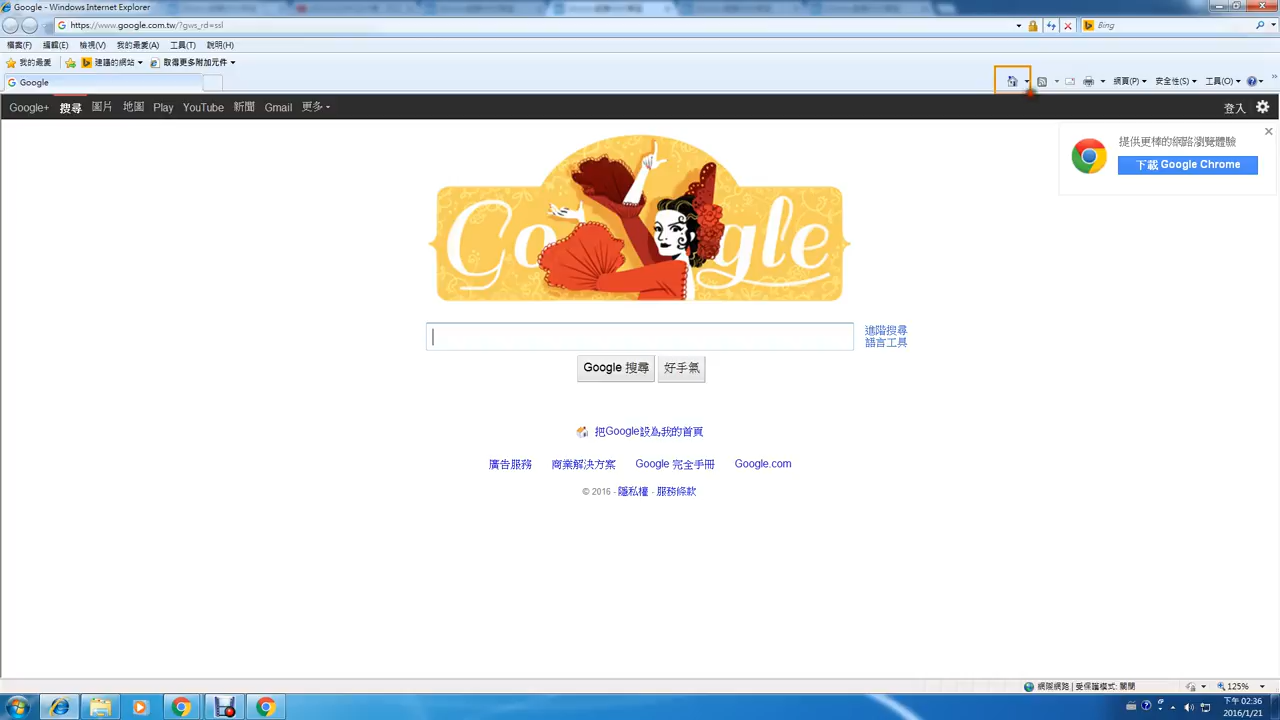 Google - Windows Internet Explorer
https://www.google.com.tw/?gws_rd=ssl
Bing
檔案(F) 編輯(E) 檢視(V) 我的最愛(A) 工具(T) 說明(H)
我的最愛 建議的網站 取得更多附加元件
Google
網頁(P) 安全性(S) 工具(O)
Google+ 搜尋 圖片 地圖 Play YouTube 新聞 Gmail 更多 登入
提供更棒的網路瀏覽體驗
下載 Google Chrome
Google
進階搜尋
語言工具
Google 搜尋 好手氣
把Google設為我的首頁
廣告服務 商業解決方案 Google 完全手冊 Google.com
© 2016 - 隱私權 - 服務條款
網際網路 | 受保護模式: 關閉 125%
下午 02:36
2016/1/21